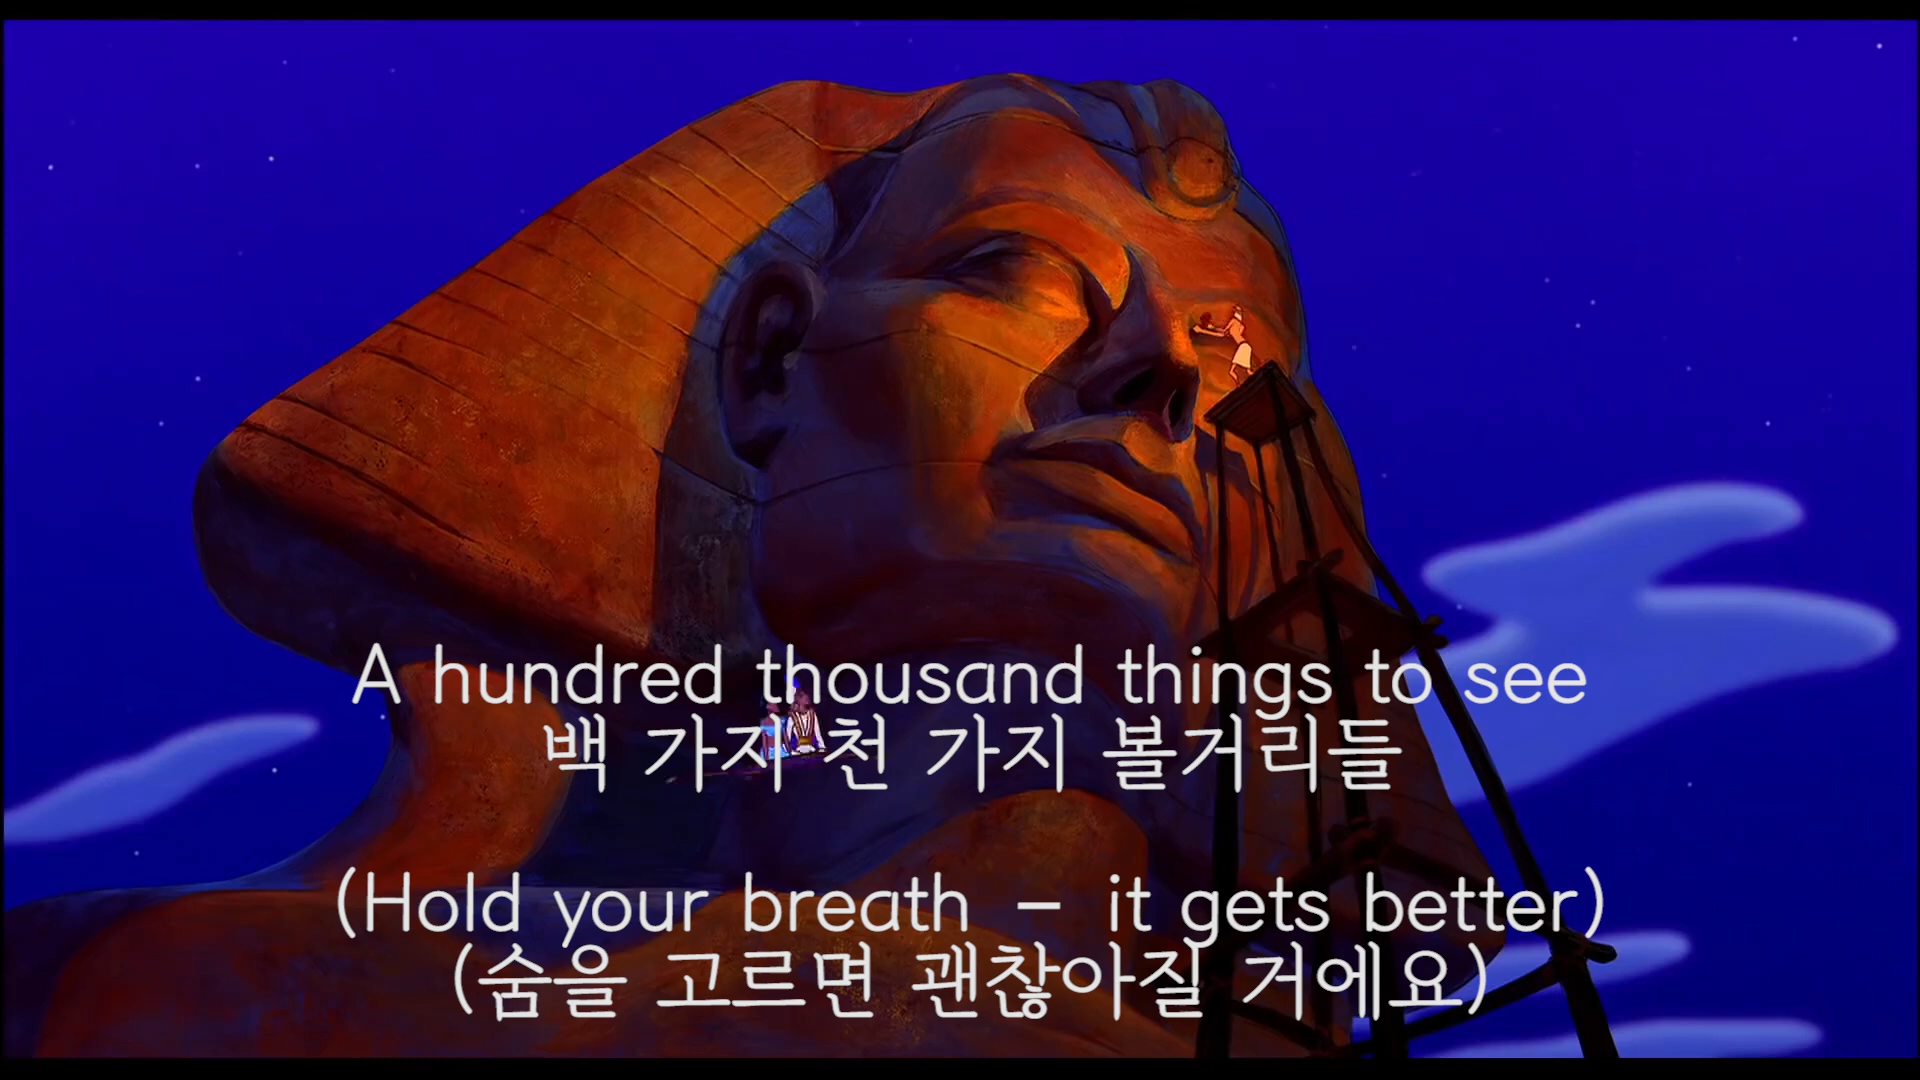 A hundred thousand things to see
백 가지 천 가지 볼거리들
(Hold your breath - it gets better)
(숨을 고르면 괜찮아질 거에요)